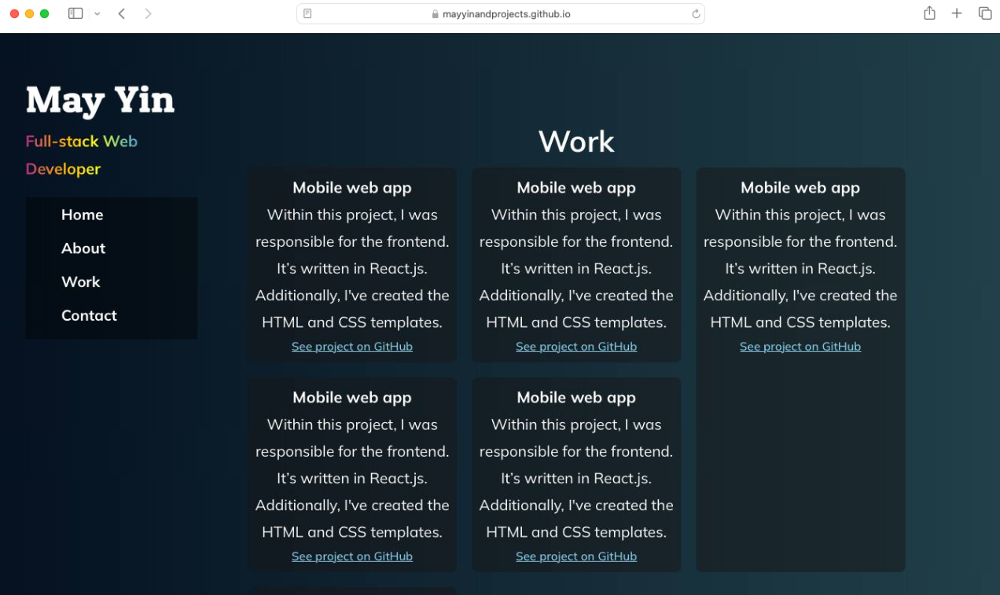 mayyinandprojects.github.io
May Yin
Full-stack Web
Developer
Home
About
Work
Contact
Work
Mobile web app
Within this project, I was
responsible for the frontend.
It’s written in React.js.
Additionally, I've created the
HTML and CSS templates.
See project on GitHub
Mobile web app
Within this project, I was
responsible for the frontend.
It’s written in React.js.
Additionally, I've created the
HTML and CSS templates.
See project on GitHub
Mobile web app
Within this project, I was
responsible for the frontend.
It’s written in React.js.
Additionally, I've created the
HTML and CSS templates.
See project on GitHub
Mobile web app
Within this project, I was
responsible for the frontend.
It’s written in React.js.
Additionally, I've created the
HTML and CSS templates.
See project on GitHub
Mobile web app
Within this project, I was
responsible for the frontend.
It’s written in React.js.
Additionally, I've created the
HTML and CSS templates.
See project on GitHub